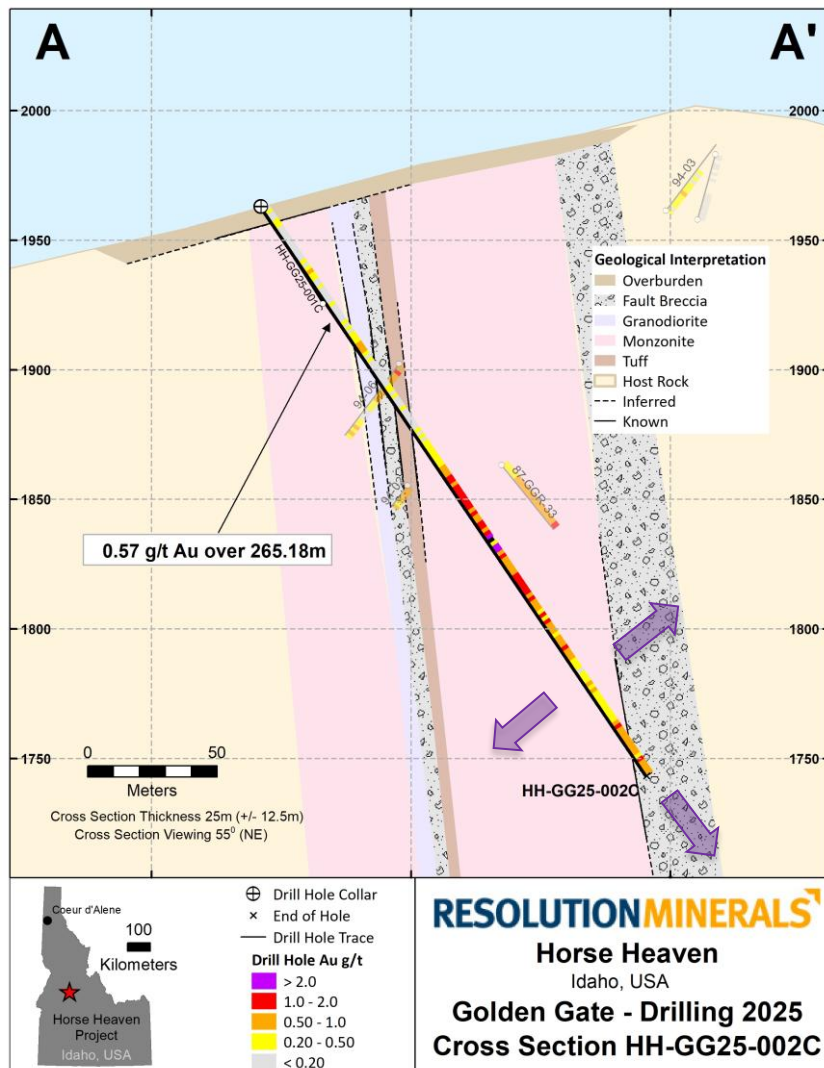 A
A'
2000
2000
1950
1950
1900
1900
1850
1850
1800
1800
1750
1750
94-03
HH-GG25-001C
94-06
87-GGR-33
Geological Interpretation
Overburden
Fault Breccia
Granodiorite
Monzonite
Tuff
Host Rock
Inferred
Known
0.57 g/t Au over 265.18m
HH-GG25-002C
0 50
Meters
Cross Section Thickness 25m (+/- 12.5m)
Cross Section Viewing 55⁰ (NE)
Coeur d'Alene
100
Kilometers
Horse Heaven
Project
Idaho, USA
Drill Hole Collar
End of Hole
Drill Hole Trace
Drill Hole Au g/t
> 2.0
1.0 - 2.0
0.50 - 1.0
0.20 - 0.50
< 0.20
RESOLUTIONMINERALS
Horse Heaven
Idaho, USA
Golden Gate - Drilling 2025
Cross Section HH-GG25-002C